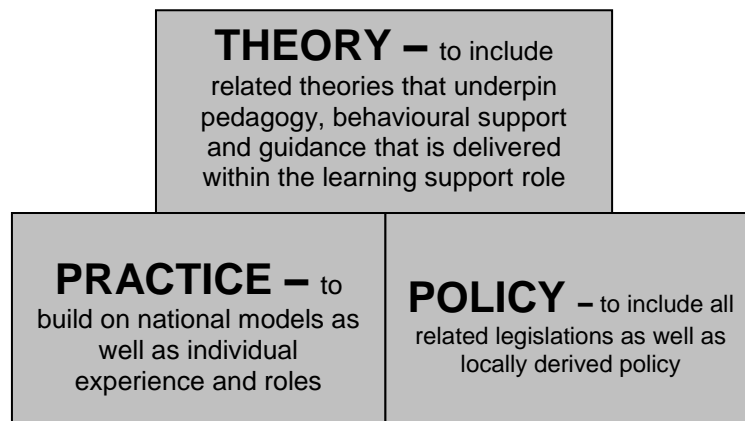 THEORY – to include
related theories that underpin
pedagogy, behavioural support
and guidance that is delivered
within the learning support role
PRACTICE – to
build on national models as
well as individual
experience and roles
POLICY – to include all
related legislations as well as
locally derived policy